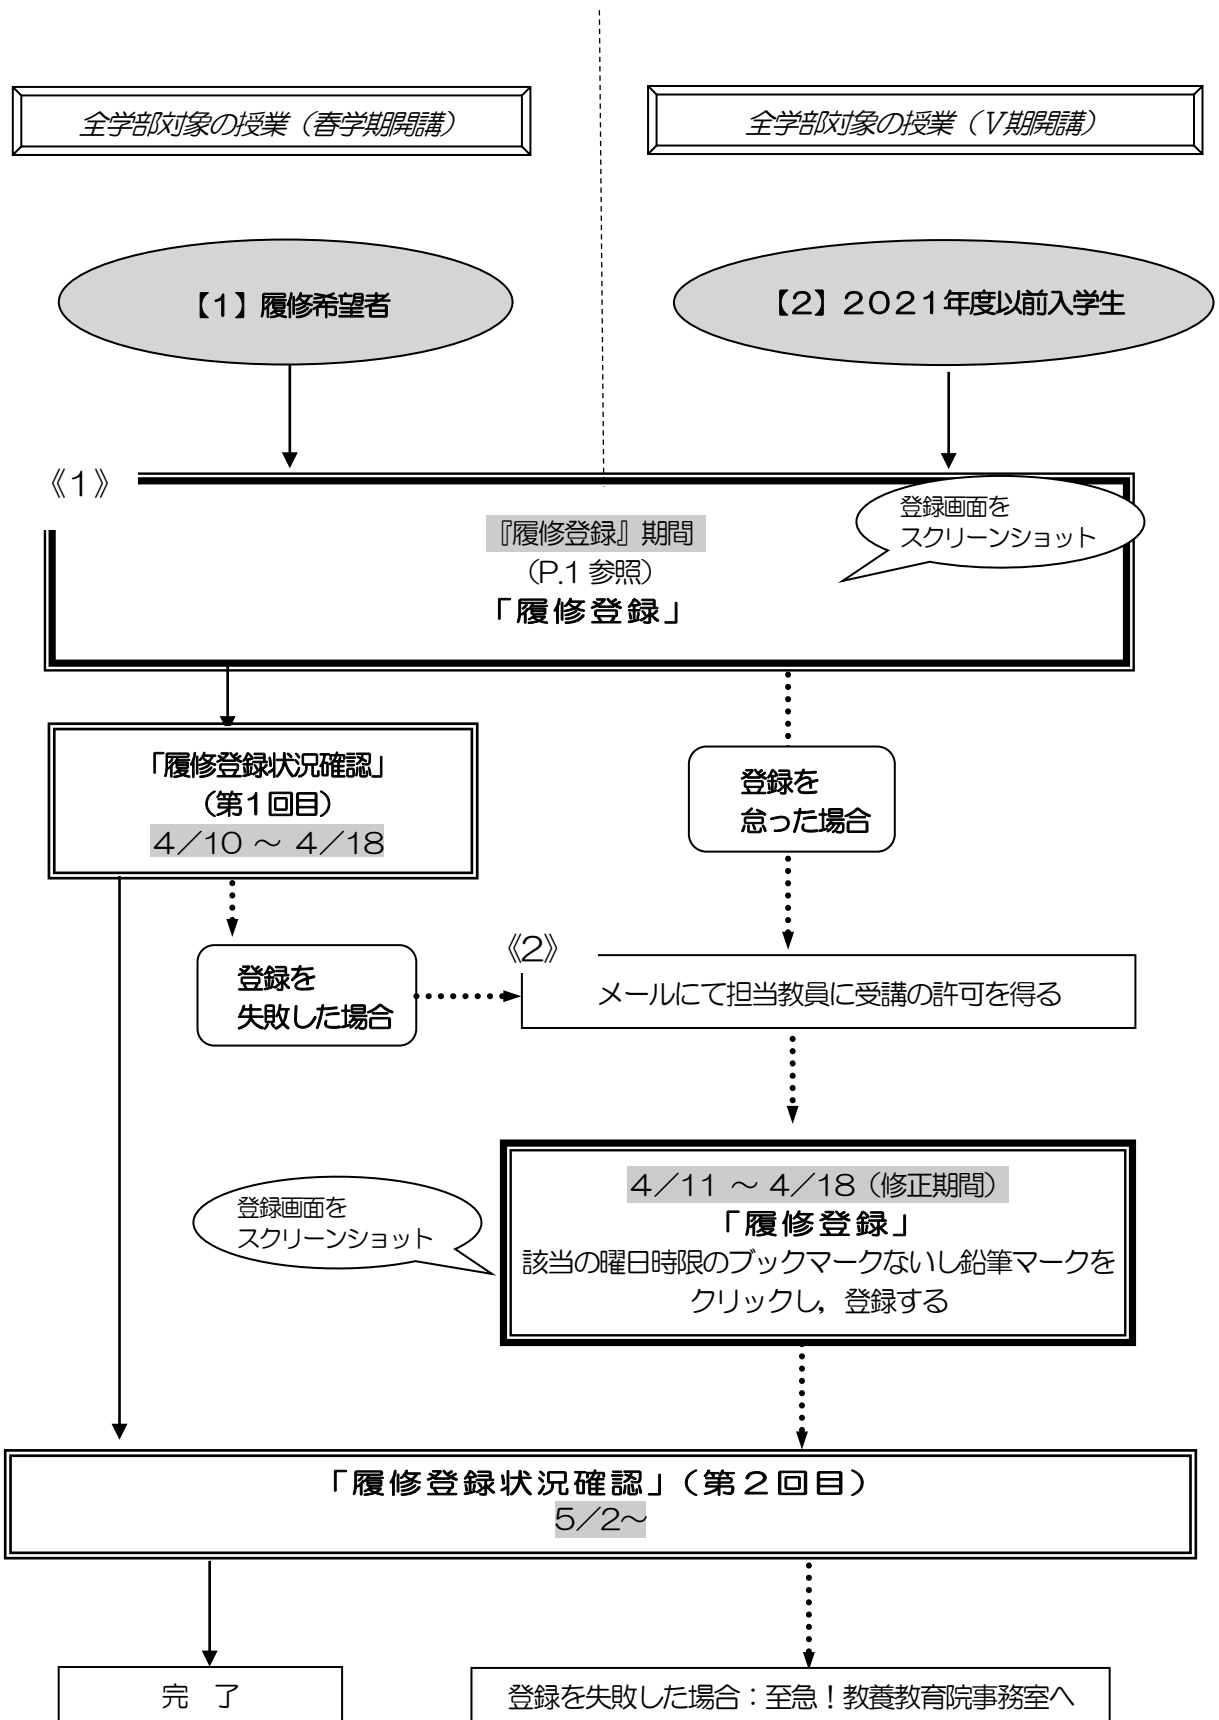 全学部対象の授業（春学期開講）
全学部対象の授業（Ⅴ期開講）
【１】履修希望者
【２】２０２１年度以前入学生
《１》
登録画面を
スクリーンショット
『履修登録』期間
（P.1 参照）
「履修登録」
「履修登録状況確認」
（第１回目）
４／10 ～ ４／18
登録を
怠った場合
登録を
失敗した場合
《２》
メールにて担当教員に受講の許可を得る
登録画面を
スクリーンショット
４／11 ～ ４／18（修正期間）
「履修登録」
該当の曜日時限のブックマークないし鉛筆マークを
クリックし，登録する
「履修登録状況確認」（第２回目）
５／２～
完　了
登録を失敗した場合：至急！教養教育院事務室へ